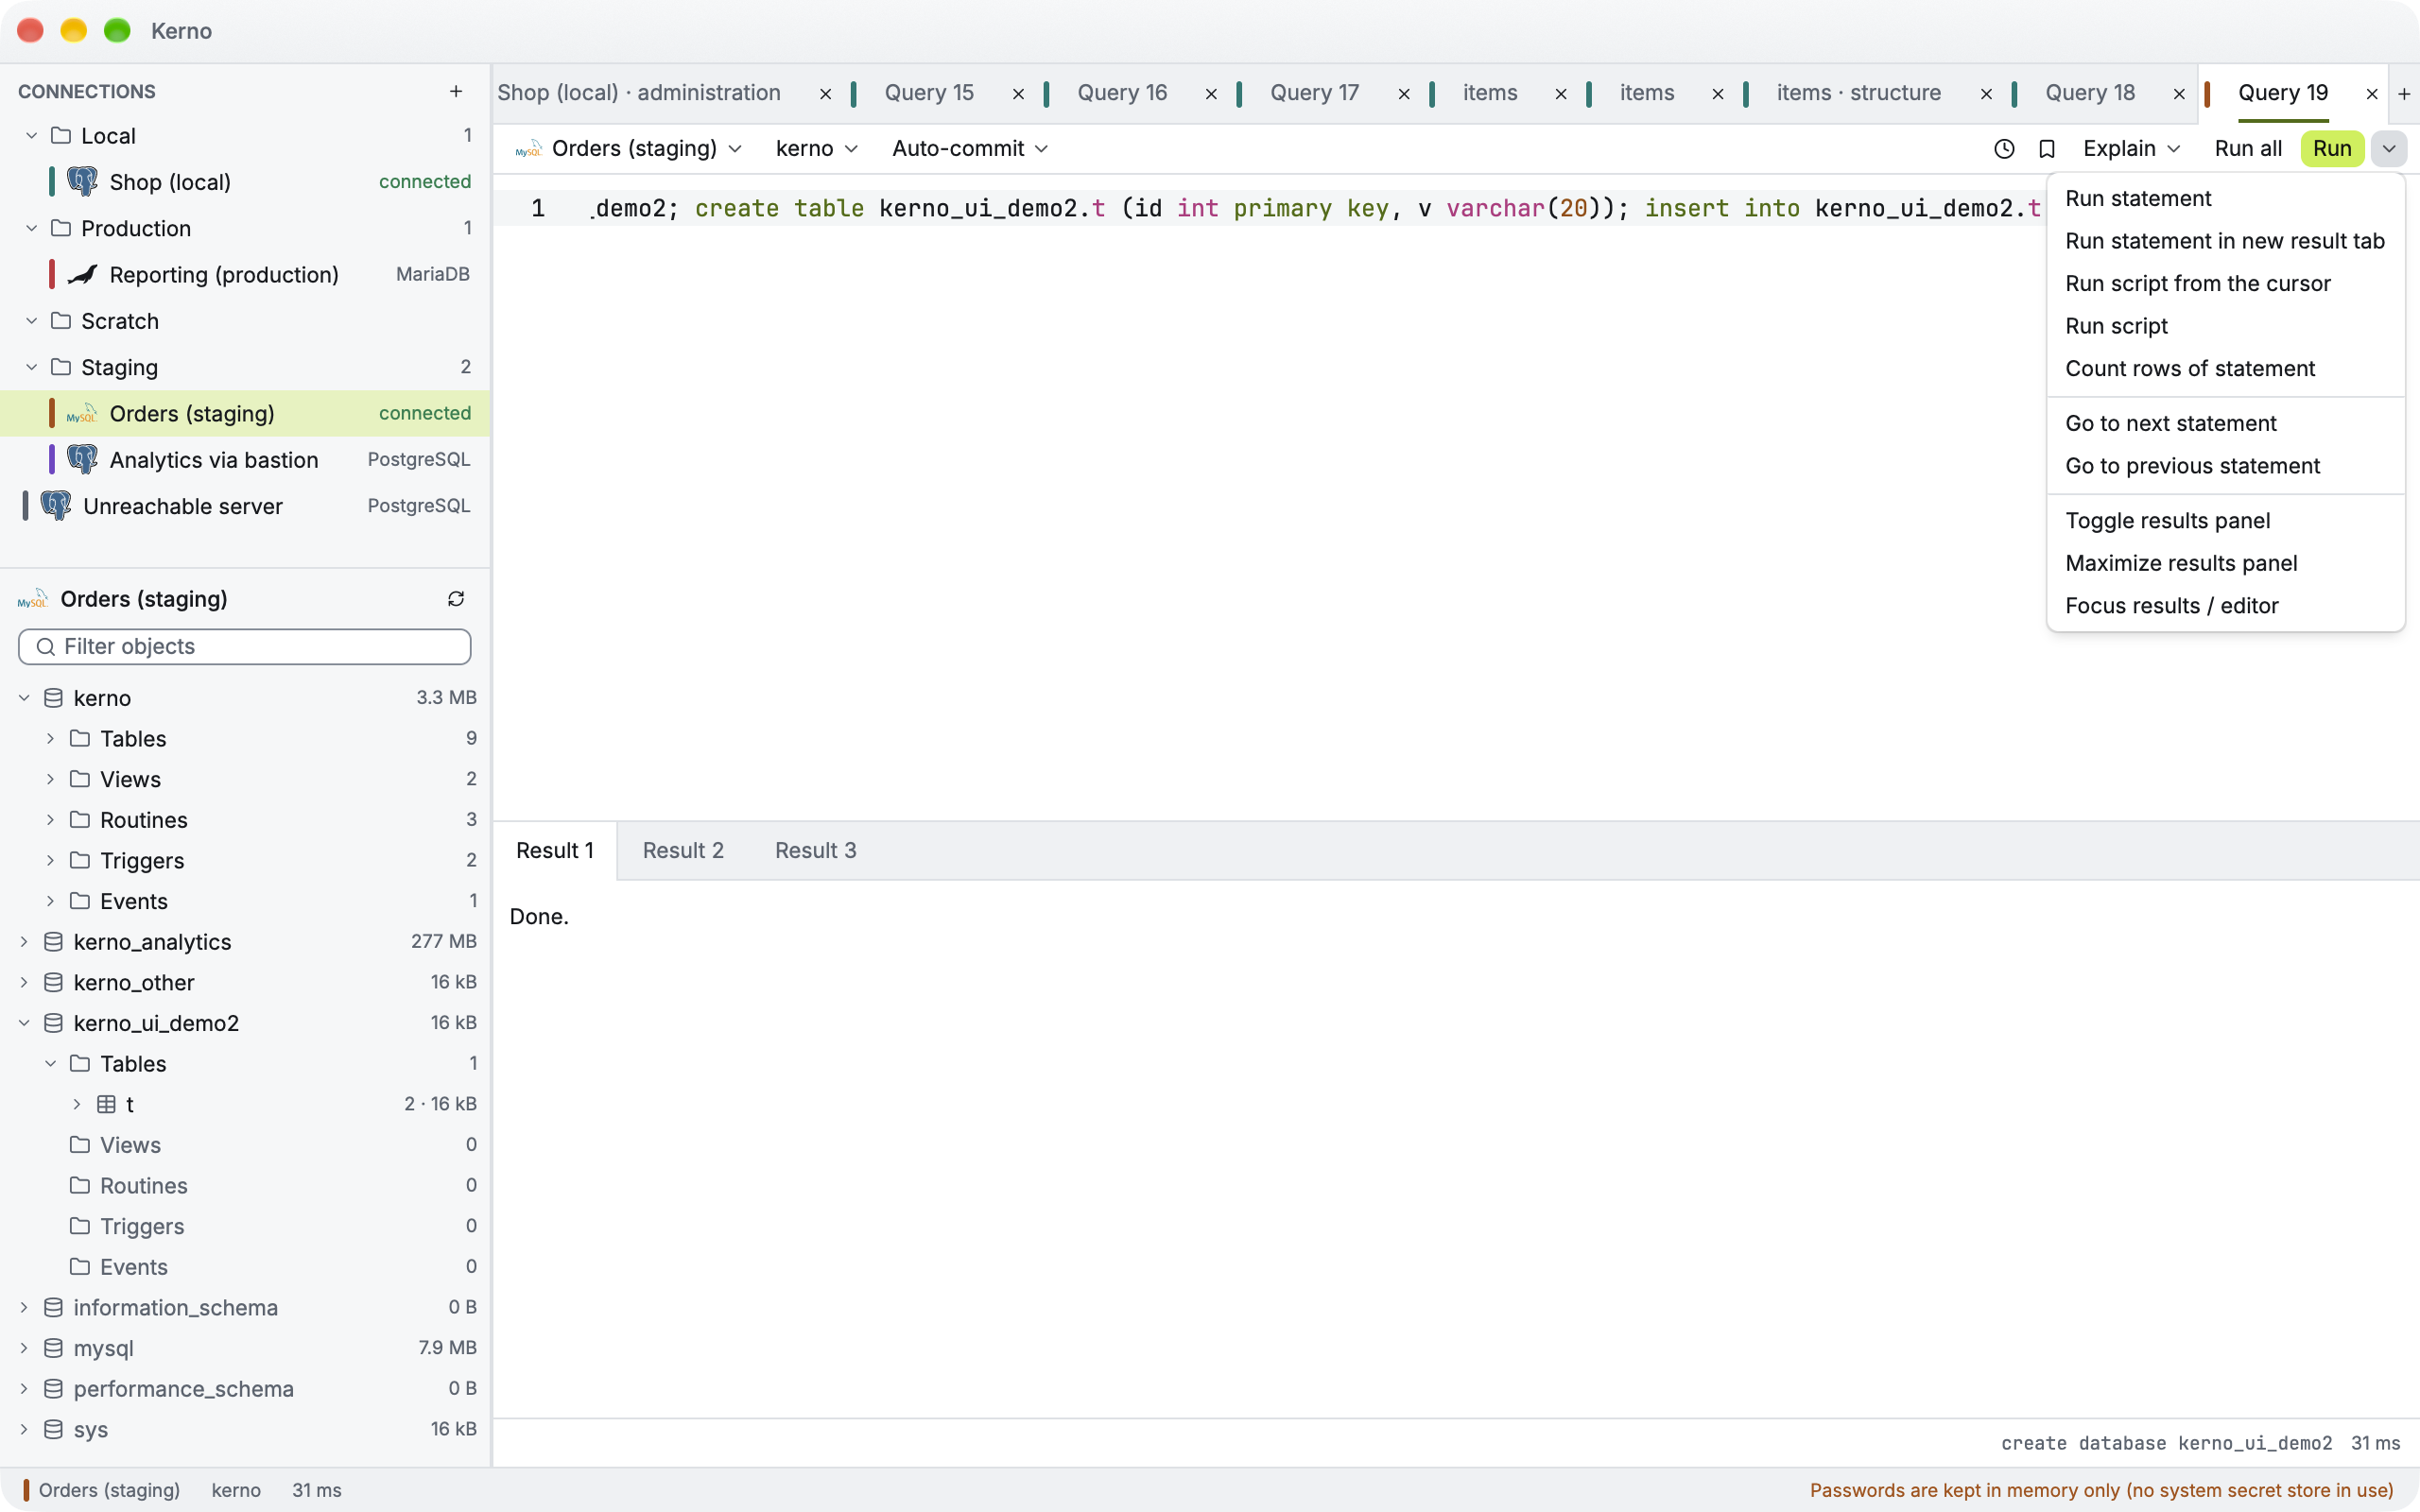 Kerno
CONNECTIONS
Local 1
Shop (local) connected
Production 1
Reporting (production) MariaDB
Scratch
Staging 2
MySQL Orders (staging) connected
Analytics via bastion PostgreSQL
Unreachable server PostgreSQL
MySQL Orders (staging)
Filter objects
kerno 3.3 MB
Tables 9
Views 2
Routines 3
Triggers 2
Events 1
kerno_analytics 277 MB
kerno_other 16 kB
kerno_ui_demo2 16 kB
Tables 1
t 2 · 16 kB
Views 0
Routines 0
Triggers 0
Events 0
information_schema 0 B
mysql 7.9 MB
performance_schema 0 B
sys 16 kB
Shop (local) · administration Query 15 Query 16 Query 17 items items items · structure Query 18 Query 19
MySQL Orders (staging) kerno Auto-commit Explain Run all Run
1 _demo2; create table kerno_ui_demo2.t (id int primary key, v varchar(20)); insert into kerno_ui_demo2.t
Run statement
Run statement in new result tab
Run script from the cursor
Run script
Count rows of statement
Go to next statement
Go to previous statement
Toggle results panel
Maximize results panel
Focus results / editor
Result 1 Result 2 Result 3
Done.
create database kerno_ui_demo2 31 ms
Orders (staging) kerno 31 ms
Passwords are kept in memory only (no system secret store in use)